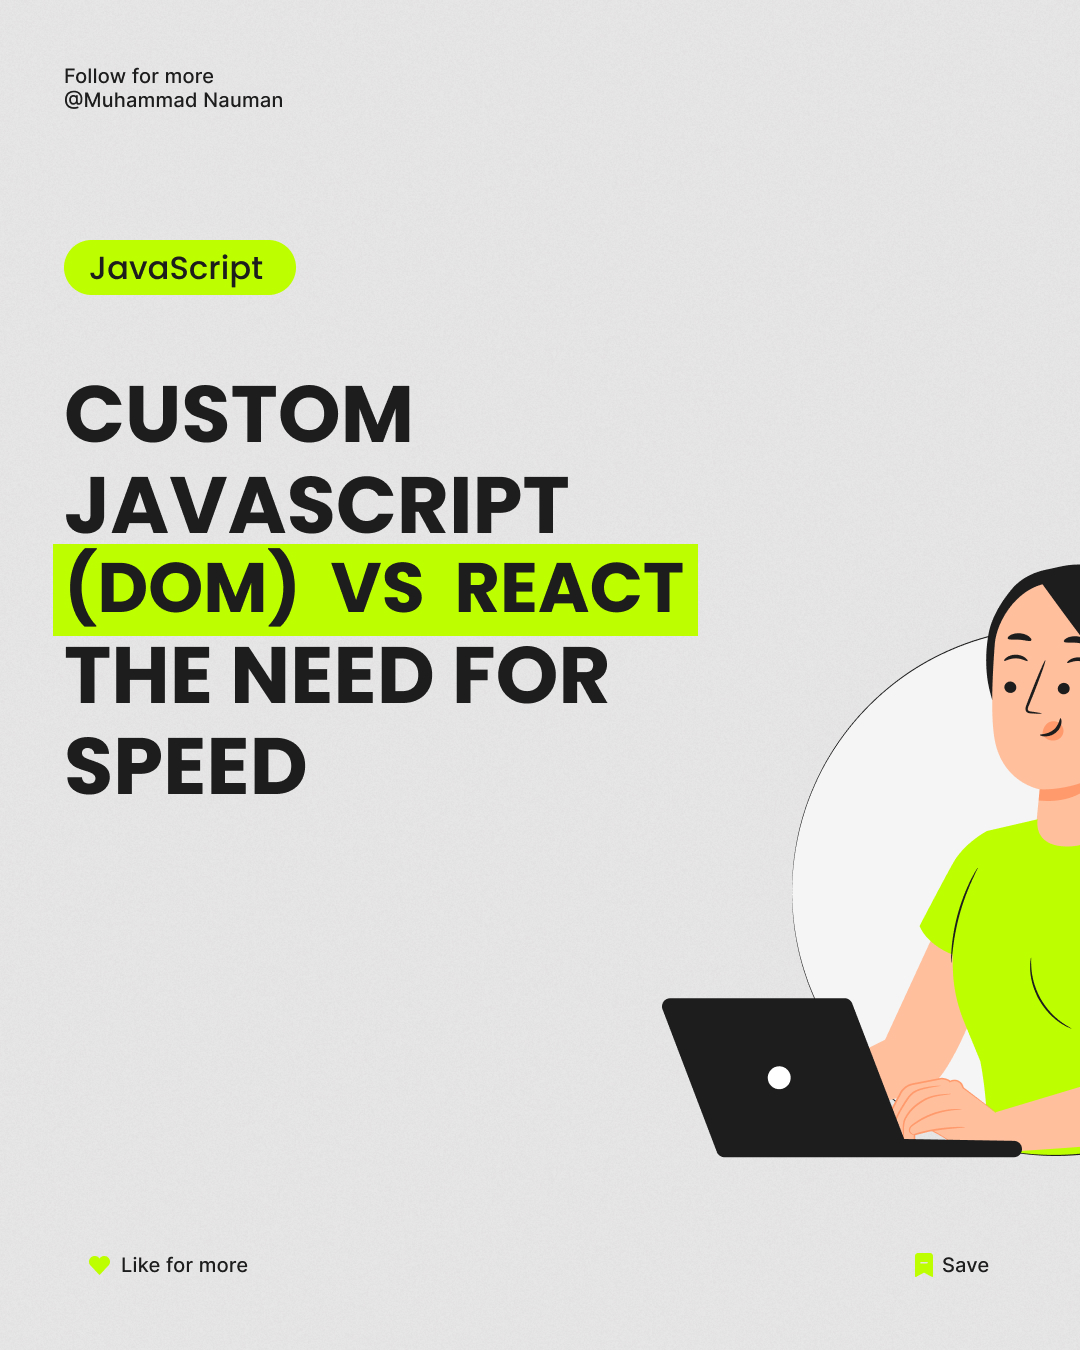 Follow for more
@Muhammad Nauman
JavaScript
CUSTOM
JAVASCRIPT
(DOM) VS REACT
THE NEED FOR
SPEED
Like for more
Save